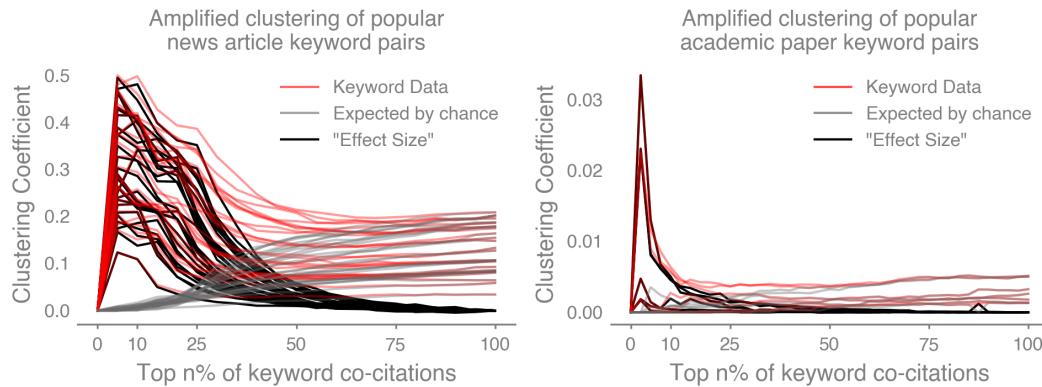 Amplified clustering of popular
news article keyword pairs
Clustering Coefficient
0.5
0.4
0.3
0.2
0.1
0.0
Keyword Data
Expected by chance
"Effect Size"
0 10 25 50 75 100
Top n% of keyword co-citations
Amplified clustering of popular
academic paper keyword pairs
Clustering Coefficient
0.03
0.02
0.01
0.00
Keyword Data
Expected by chance
"Effect Size"
0 10 25 50 75 100
Top n% of keyword co-citations